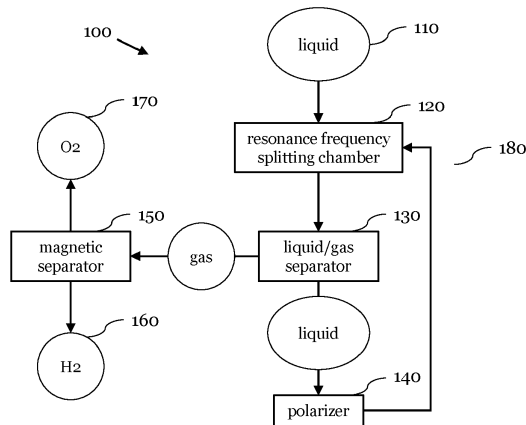 100
liquid
110
170
O2
120
resonance frequency
splitting chamber
180
150
magnetic
separator
gas
130
liquid/gas
separator
160
H2
liquid
140
polarizer